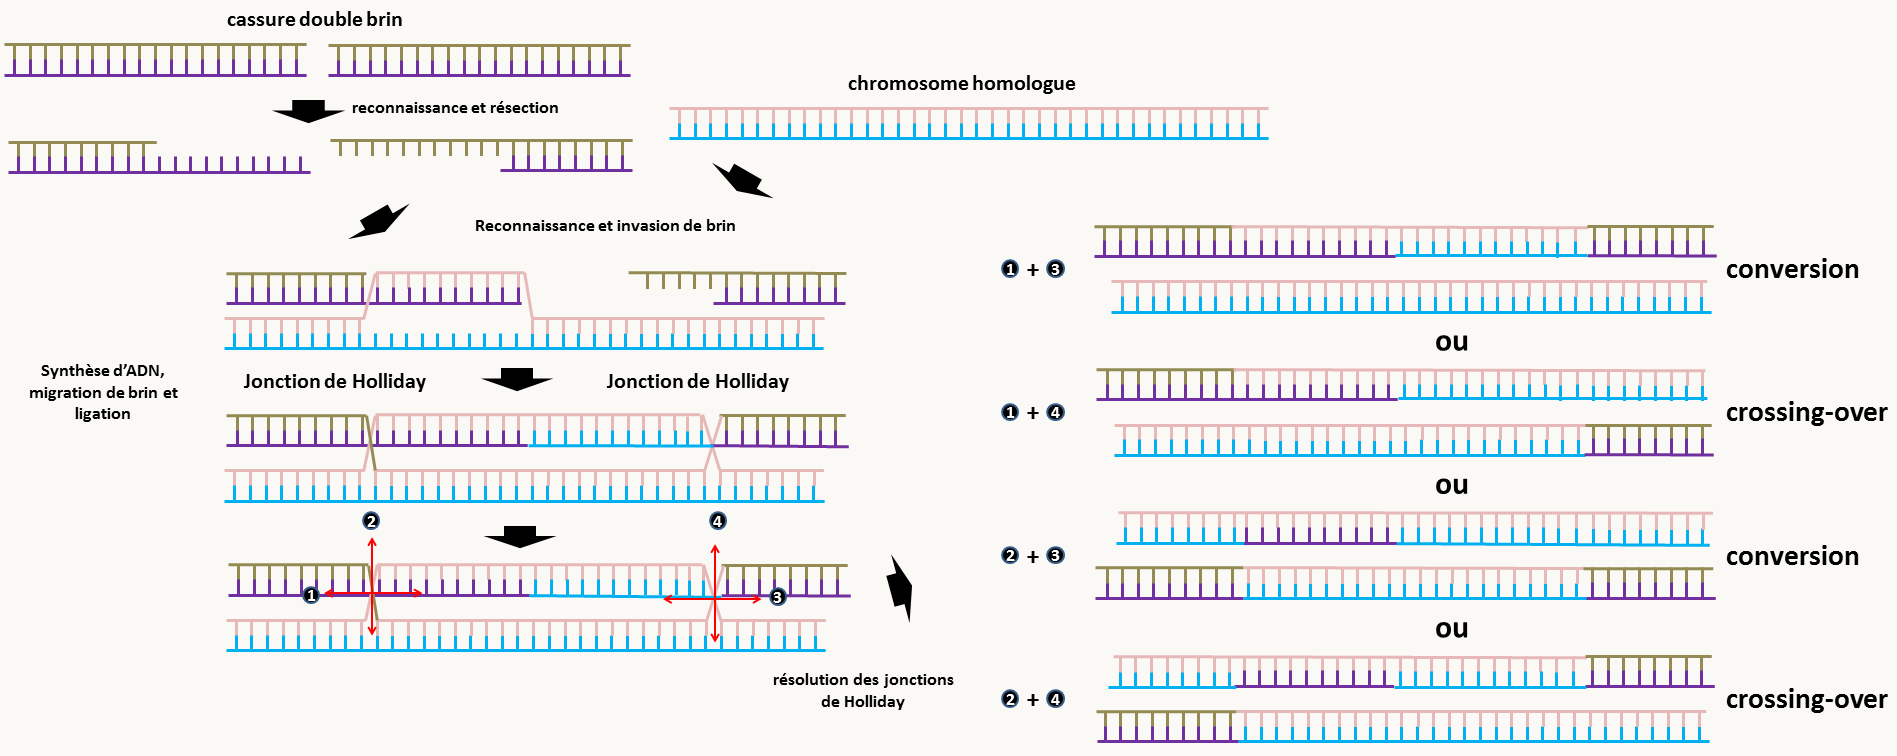 cassure double brin
reconnaissance et résection
chromosome homologue
Reconnaissance et invasion de brin
Synthèse d’ADN,
migration de brin et
ligation
Jonction de Holliday
Jonction de Holliday
2
4
1
3
résolution des jonctions
de Holliday
1 + 3
conversion
ou
1 + 4
crossing-over
ou
2 + 3
conversion
ou
2 + 4
crossing-over